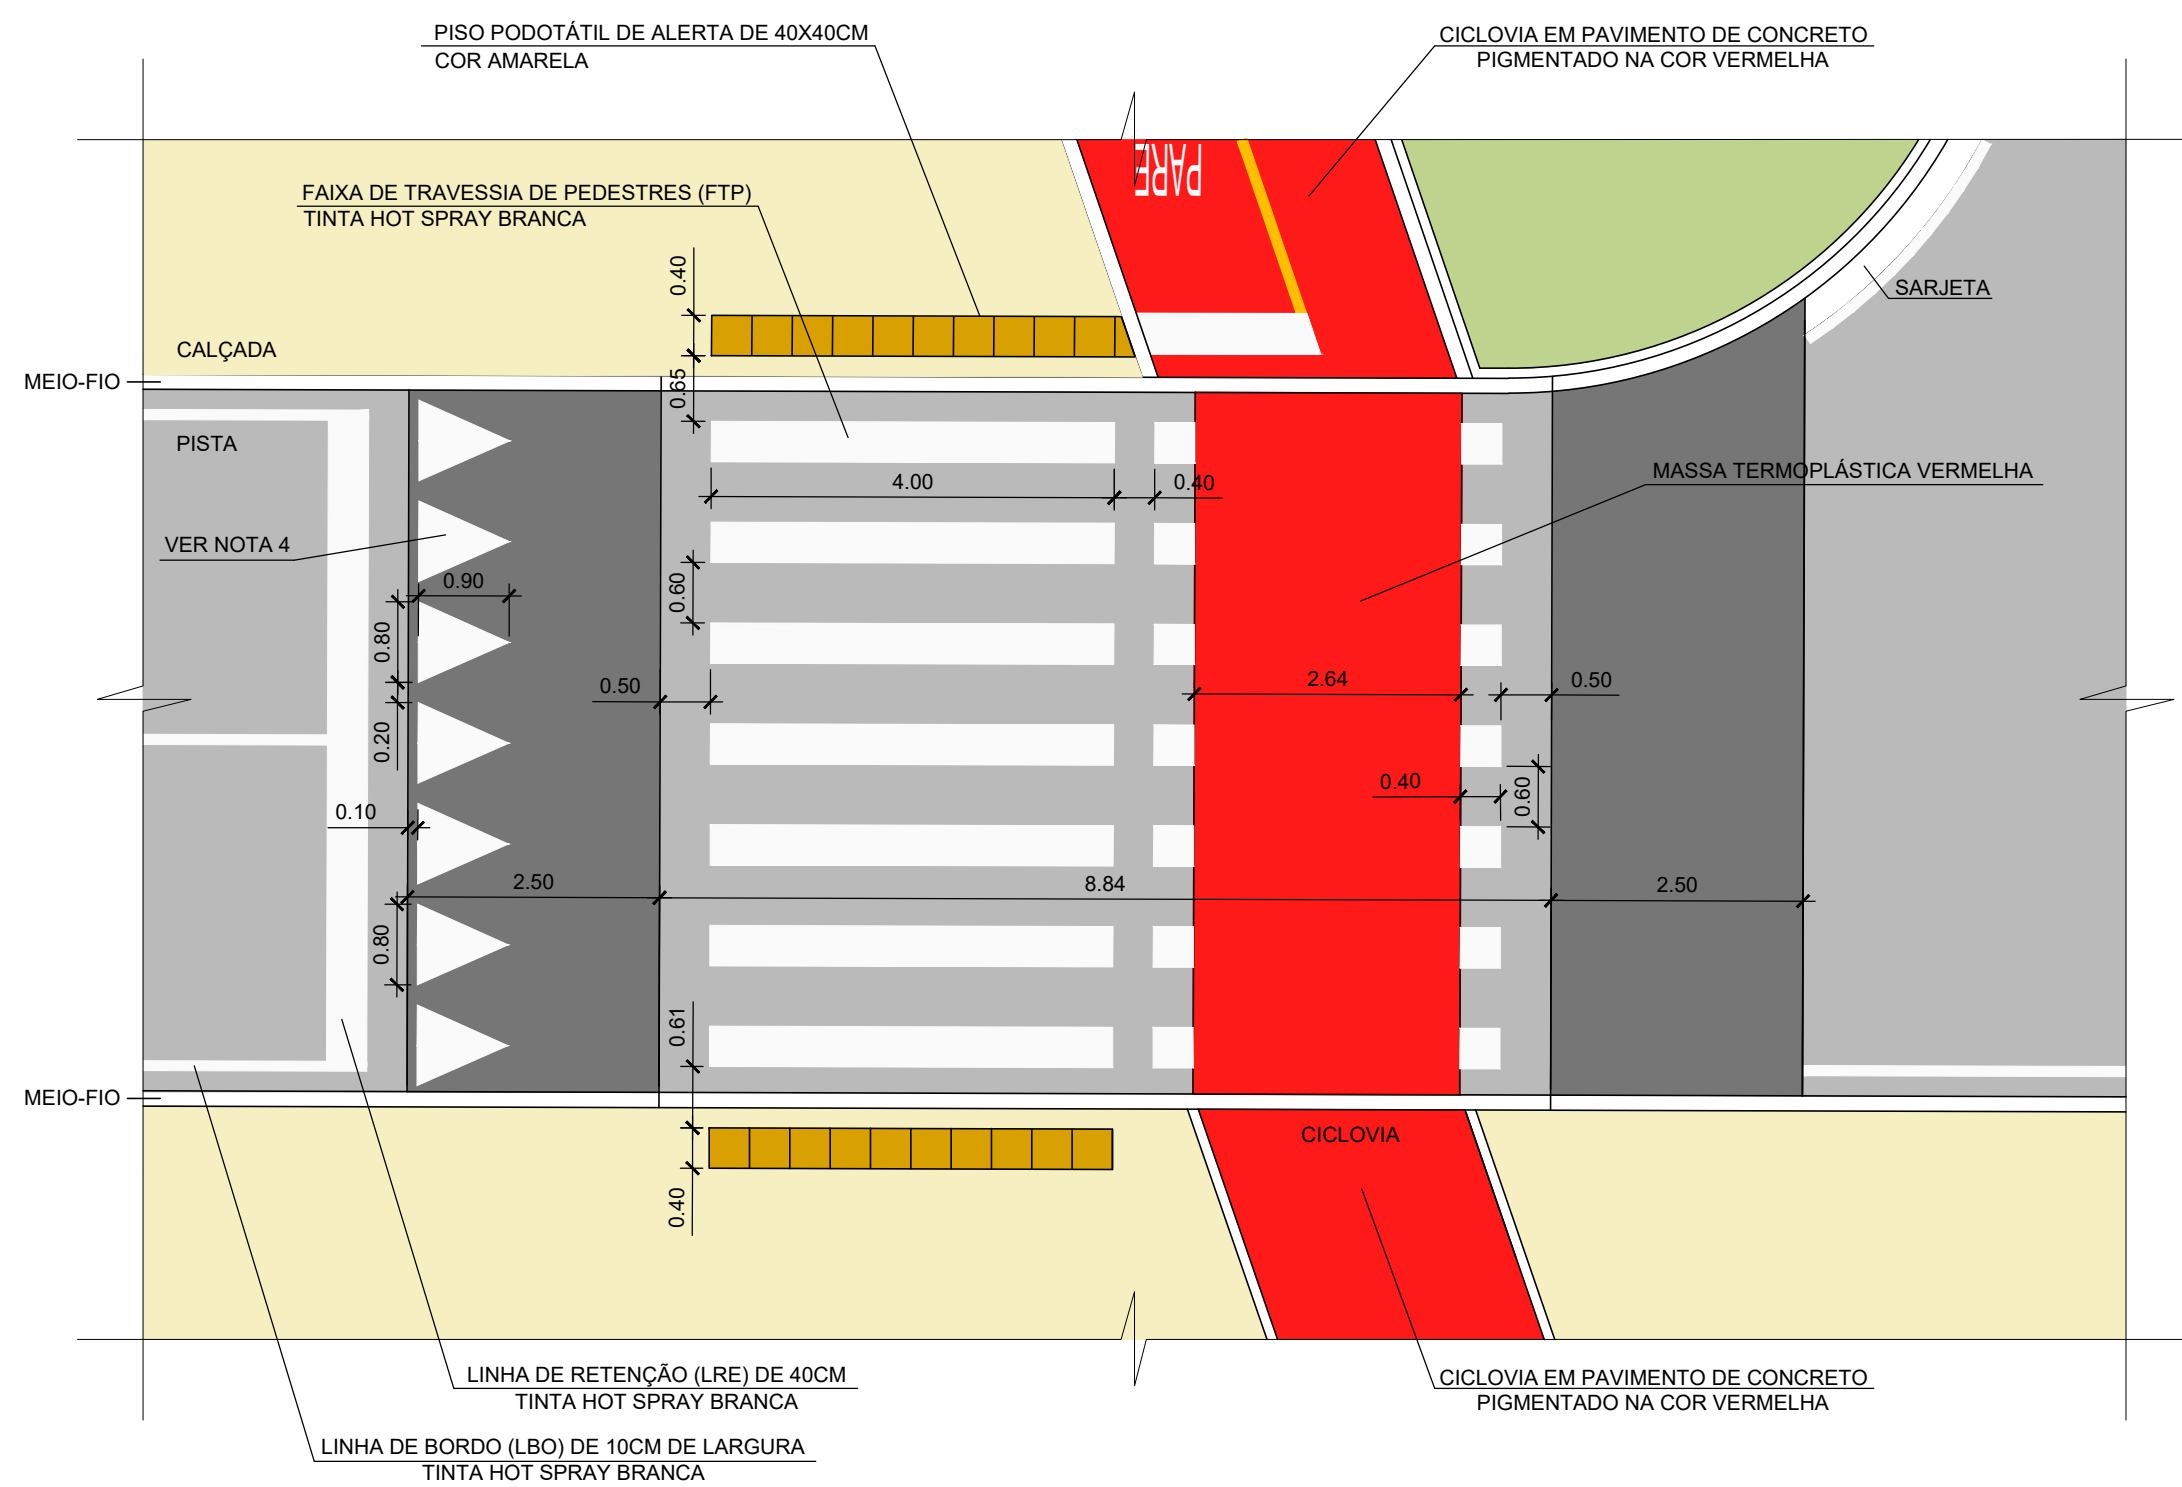 PISO PODOTÁTIL DE ALERTA DE 40X40CM
COR AMARELA
CICLOVIA EM PAVIMENTO DE CONCRETO
PIGMENTADO NA COR VERMELHA
PARE
FAIXA DE TRAVESSIA DE PEDESTRES (FTP)
TINTA HOT SPRAY BRANCA
0.40
SARJETA
CALÇADA
MEIO-FIO
0.65
PISTA
MASSA TERMOPLÁSTICA VERMELHA
4.00
0.40
VER NOTA 4
0.90
0.60
0.80
0.50
2.64
0.50
0.20
0.40
0.60
0.10
2.50
8.84
2.50
0.80
0.61
MEIO-FIO
CICLOVIA
0.40
LINHA DE RETENÇÃO (LRE) DE 40CM
TINTA HOT SPRAY BRANCA
CICLOVIA EM PAVIMENTO DE CONCRETO
PIGMENTADO NA COR VERMELHA
LINHA DE BORDO (LBO) DE 10CM DE LARGURA
TINTA HOT SPRAY BRANCA